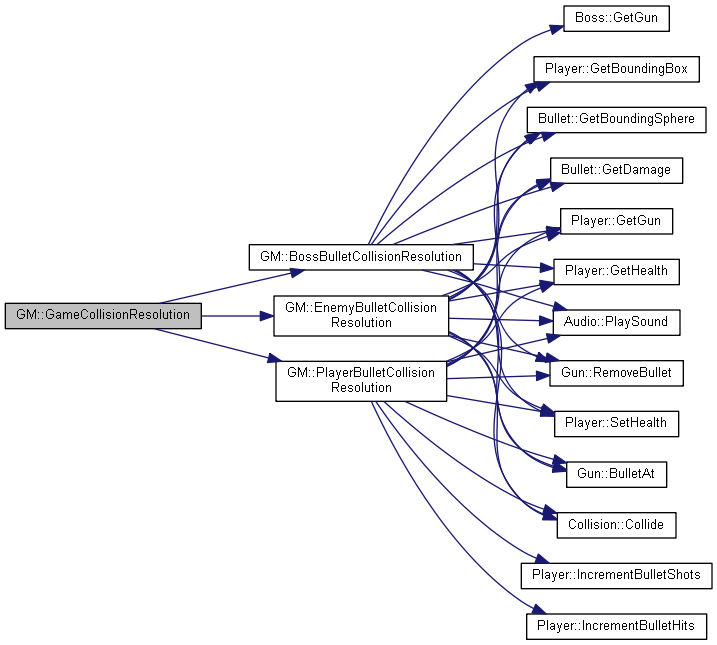 GM::GameCollisionResolution
GM::BossBulletCollisionResolution
GM::EnemyBulletCollision
Resolution
GM::PlayerBulletCollision
Resolution
Boss::GetGun
Player::GetBoundingBox
Bullet::GetBoundingSphere
Bullet::GetDamage
Player::GetGun
Player::GetHealth
Audio::PlaySound
Gun::RemoveBullet
Player::SetHealth
Gun::BulletAt
Collision::Collide
Player::IncrementBulletShots
Player::IncrementBulletHits